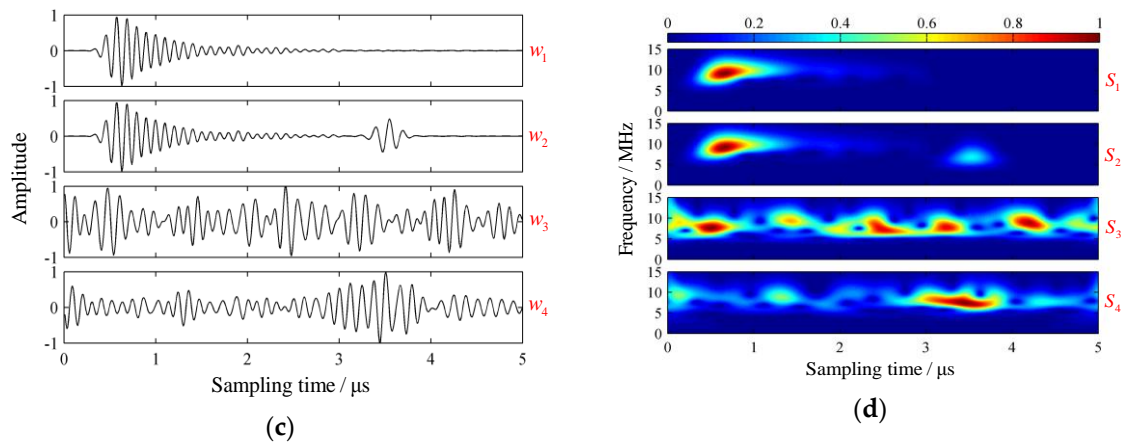 1
0
-1
w1
1
0
-1
w2
1
0
-1
w3
1
0
-1
w4
0 1 2 3 4 5
Amplitude
Sampling time / μs
(c)
0 0.2 0.4 0.6 0.8 1
15
10
5
0
S1
15
10
5
0
S2
15
10
5
0
S3
15
10
5
0
S4
0 1 2 3 4 5
Frequency / MHz
Sampling time / μs
(d)